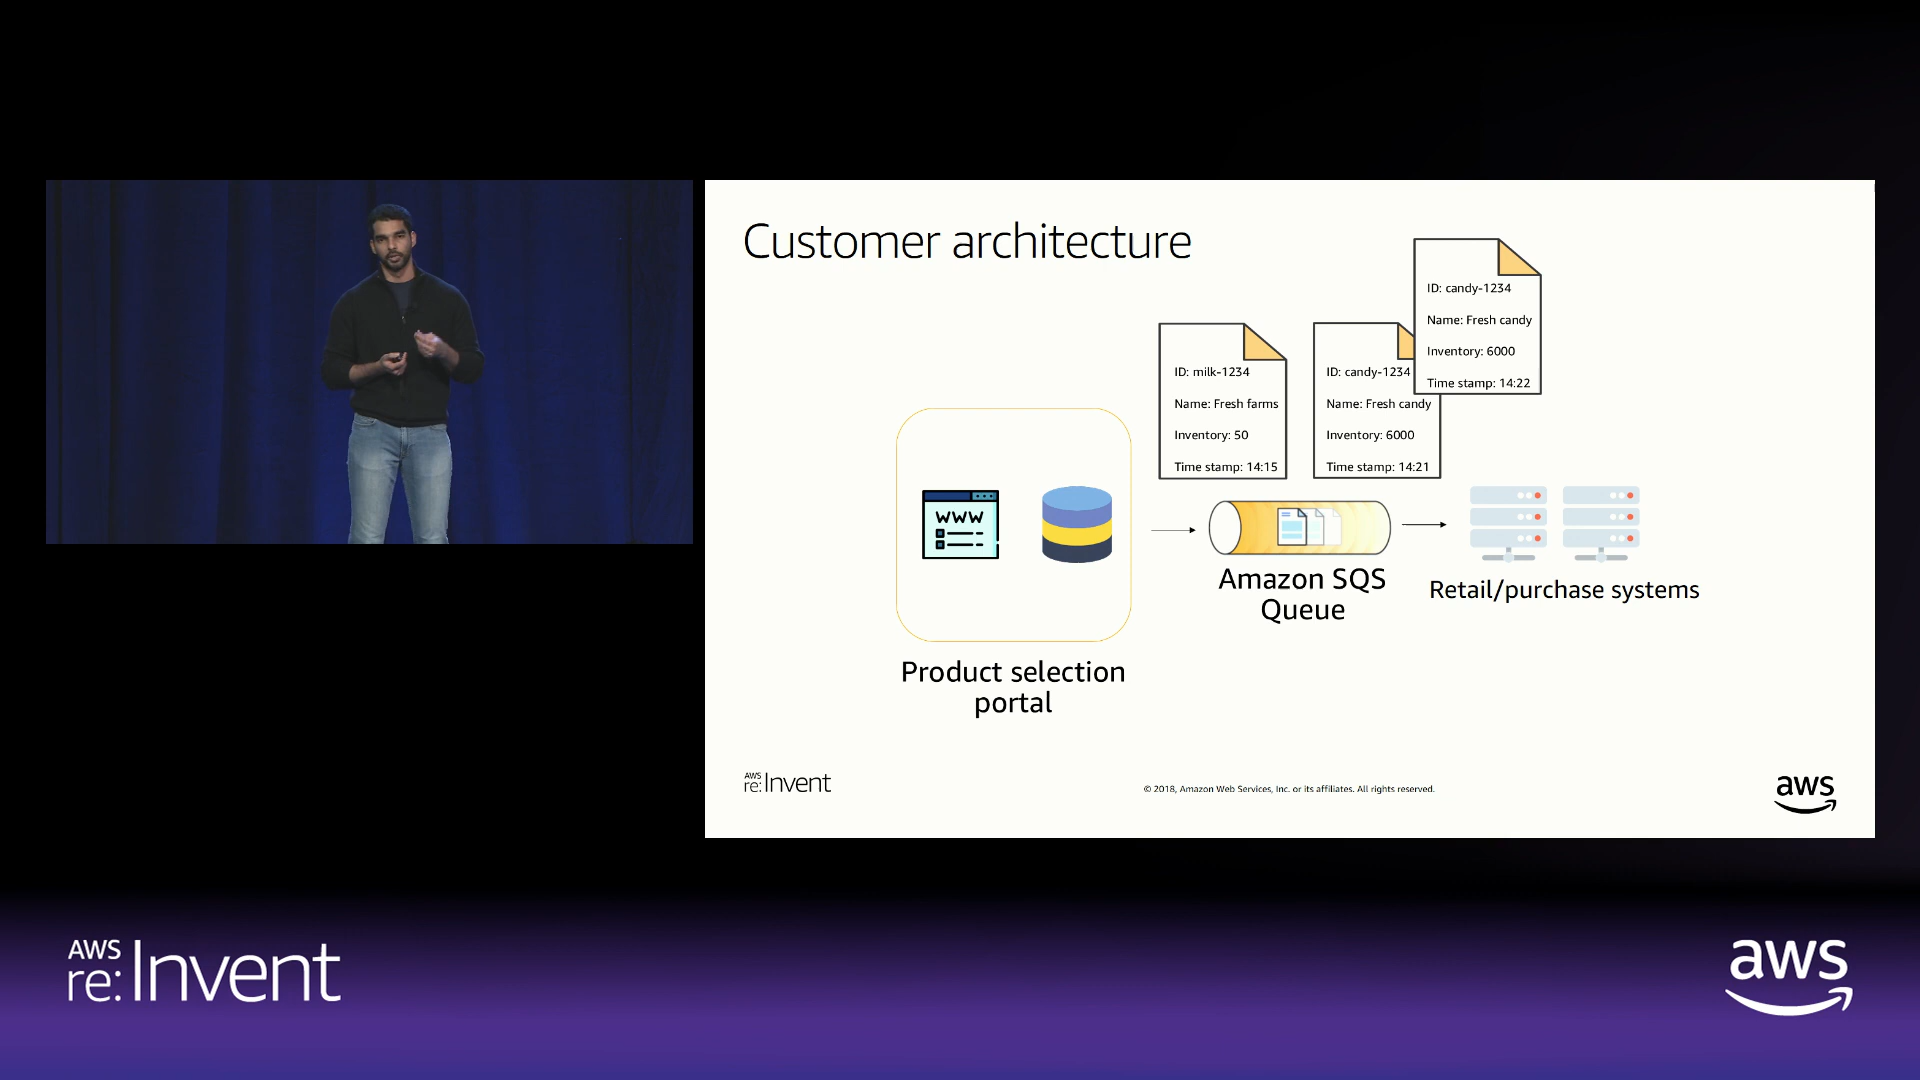 Customer architecture
ID: candy-1234
Name: Fresh candy
Inventory: 6000
Time stamp: 14:22
ID: milk-1234
Name: Fresh farms
Inventory: 50
Time stamp: 14:15
ID: candy-1234
Name: Fresh candy
Inventory: 6000
Time stamp: 14:21
WWW
Amazon SQS
Queue
Retail/purchase systems
Product selection
portal
AWS
re:Invent
© 2018, Amazon Web Services, Inc. or its affiliates. All rights reserved.
aws
AWS
re:Invent
aws